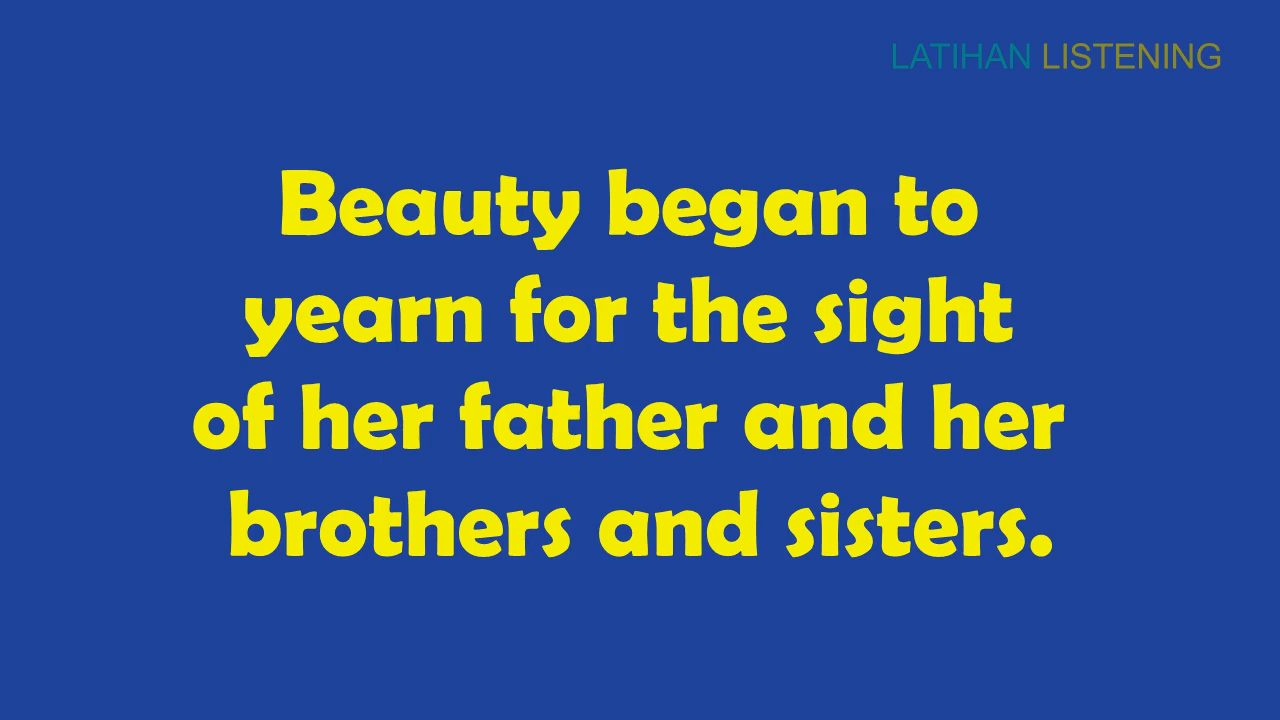 LATIHAN LISTENING
Beauty began to
yearn for the sight
of her father and her
brothers and sisters.